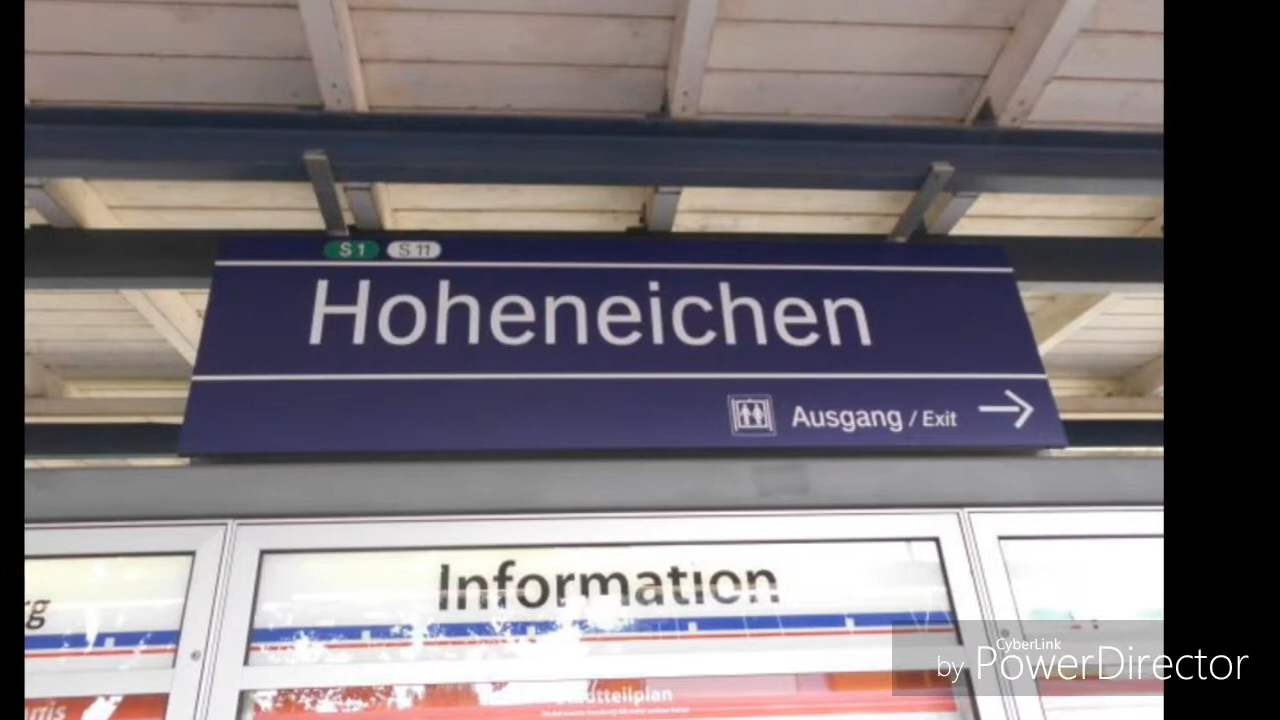 S 1 S 11
Hoheneichen
Ausgang / Exit
Information
CyberLink
by PowerDirector